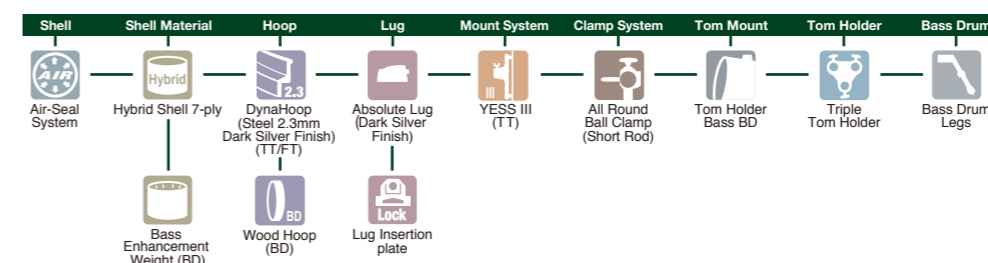 Shell Shell Material Hoop Lug Mount System Clamp System Tom Mount Tom Holder Bass Drum
AIR
Hybrid
2.3
III
Air-Seal
System
Hybrid Shell 7-ply
DynaHoop
(Steel 2.3mm
Dark Silver Finish)
(TT/FT)
Absolute Lug
(Dark Silver
Finish)
YESS III
(TT)
All Round
Ball Clamp
(Short Rod)
Tom Holder
Bass BD
Triple
Tom Holder
Bass Drum
Legs
BD
Lock
Bass
Enhancement
Weight (BD)
Wood Hoop
(BD)
Lug Insertion
plate